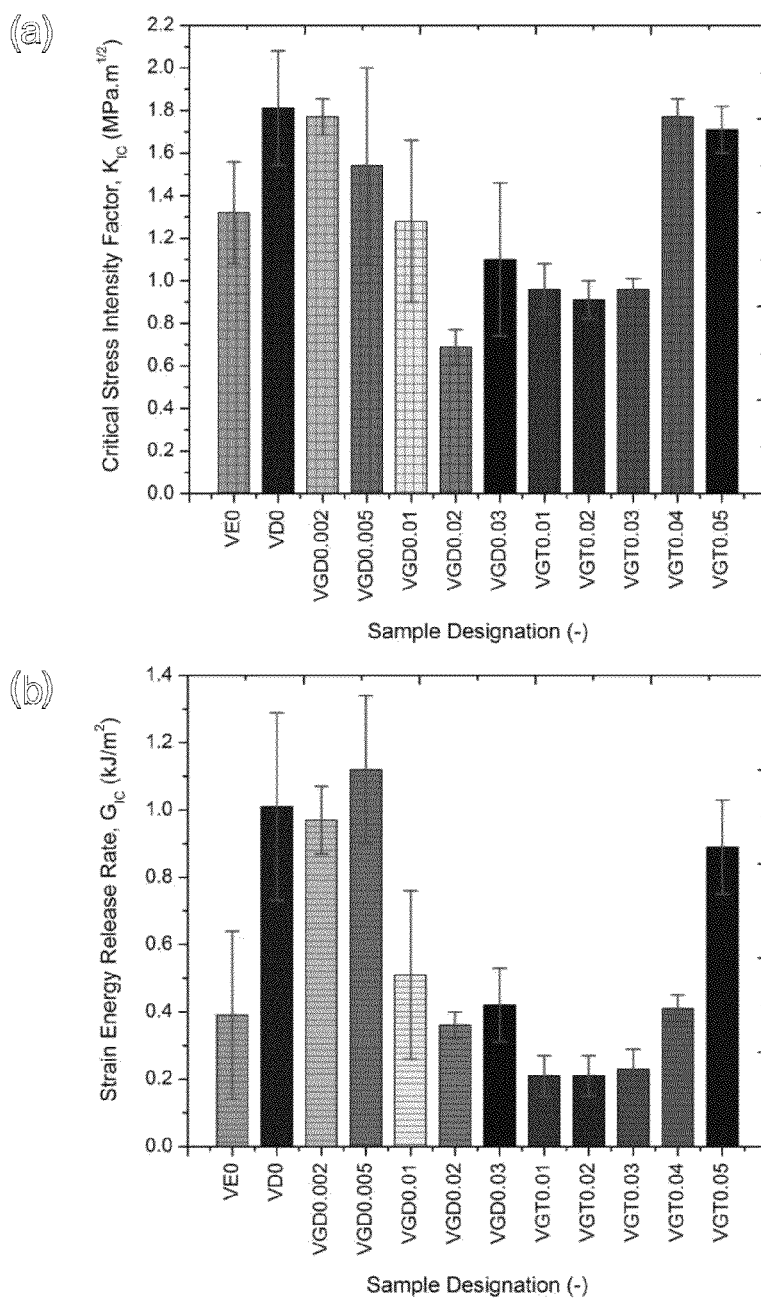 (a)
Critical Stress Intensity Factor, K_IC (MPa.m^1/2)
2.2
2.0
1.8
1.6
1.4
1.2
1.0
0.8
0.6
0.4
0.2
0.0
VE0
VD0
VGD0.002
VGD0.005
VGD0.01
VGD0.02
VGD0.03
VGT0.01
VGT0.02
VGT0.03
VGT0.04
VGT0.05
Sample Designation (-)
(b)
Strain Energy Release Rate, G_IC (kJ/m²)
1.4
1.2
1.0
0.8
0.6
0.4
0.2
0.0
VE0
VD0
VGD0.002
VGD0.005
VGD0.01
VGD0.02
VGD0.03
VGT0.01
VGT0.02
VGT0.03
VGT0.04
VGT0.05
Sample Designation (-)